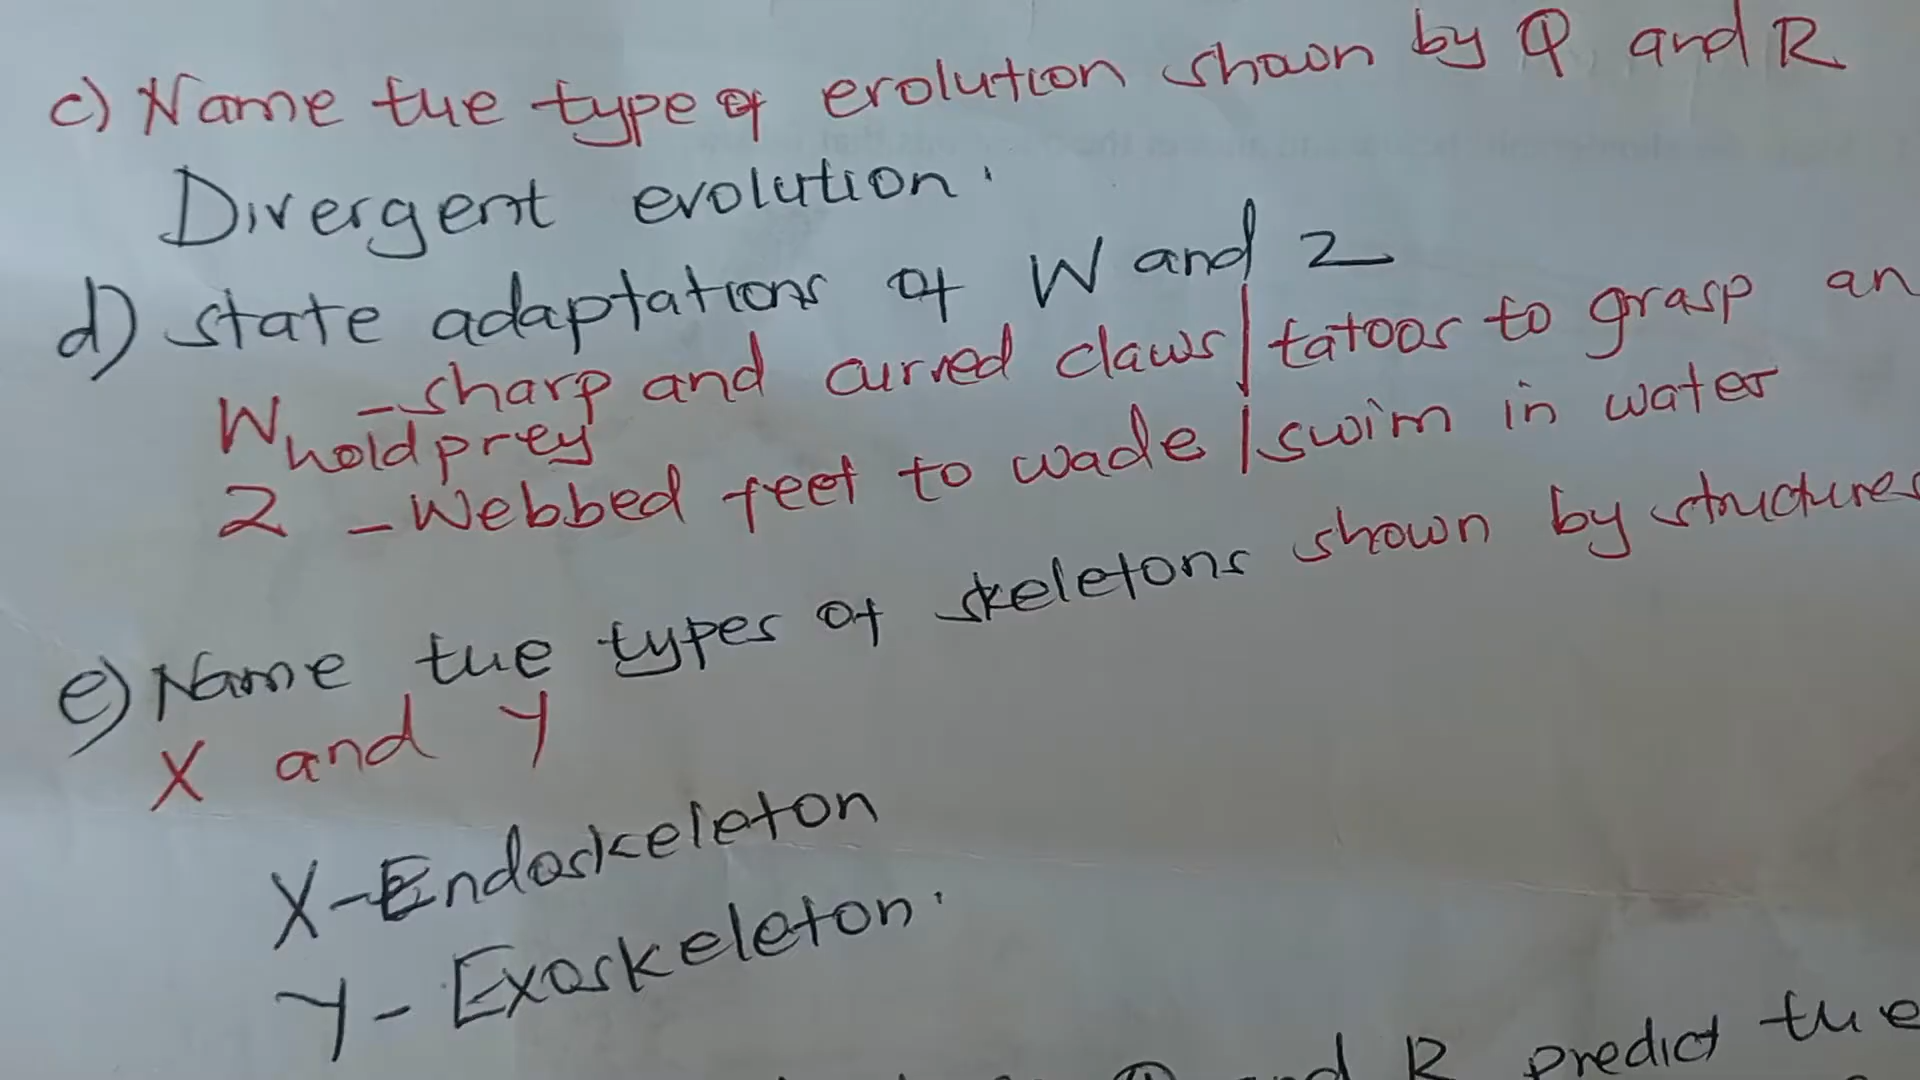 c) Name the type of evolution shown by Q and R
Divergent evolution.
d) state adaptations of W and Z
W - sharp and curved claws/tatoos to grasp an
hold prey
Z - Webbed feet to wade/swim in water
e) Name the types of skeletons shown by structures
X and Y
X - Endoskeleton
Y - Exoskeleton.
R predict the